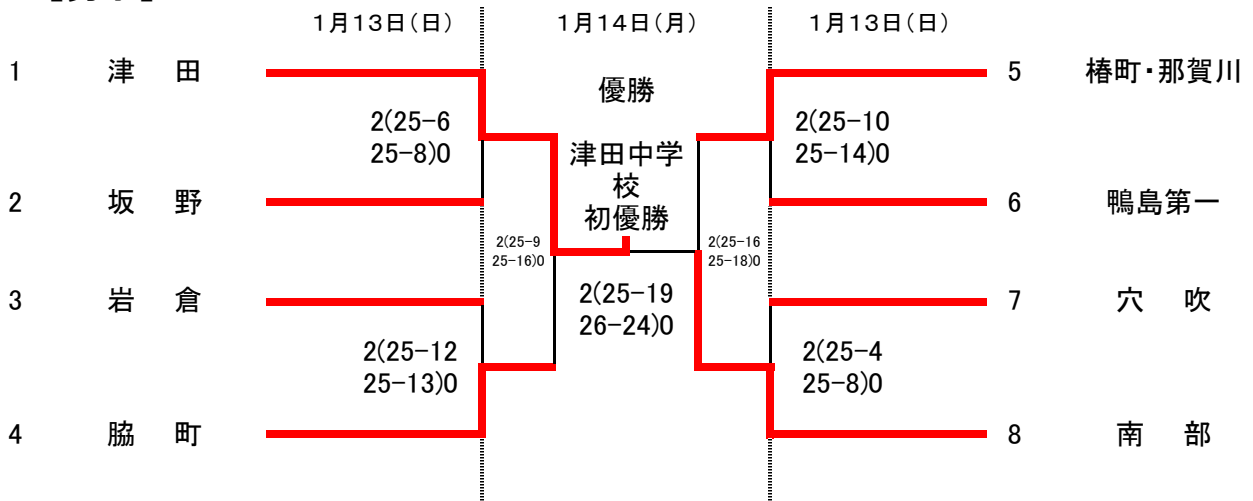 1月13日(日)
1月14日(月)
1月13日(日)
1 津 田
5 椿町・那賀川
優勝
2(25-6
25-8)0
2(25-10
25-14)0
津田中学
校
初優勝
2 坂 野
6 鴨島第一
2(25-9
25-16)0
2(25-16
25-18)0
3 岩 倉
7 穴 吹
2(25-19
26-24)0
2(25-12
25-13)0
2(25-4
25-8)0
4 脇 町
8 南 部